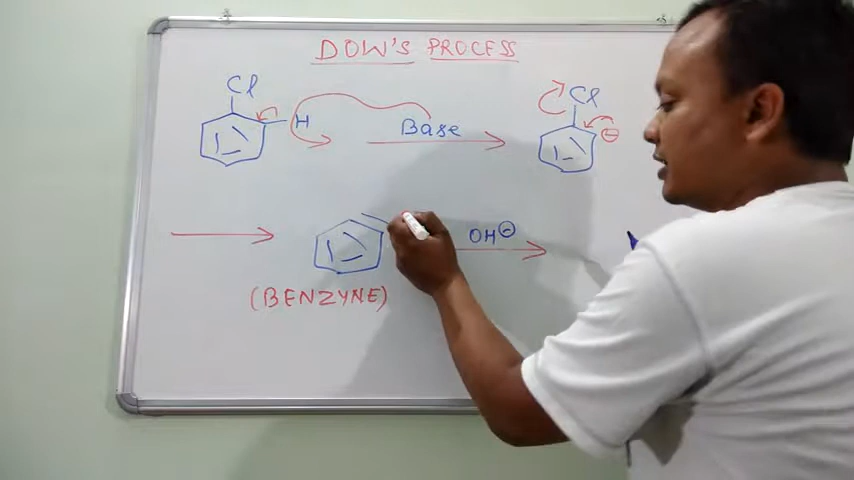 DOW'S PROCESS
Cl
H
Base
Cl
⊖
OH⊖
(BENZYNE)